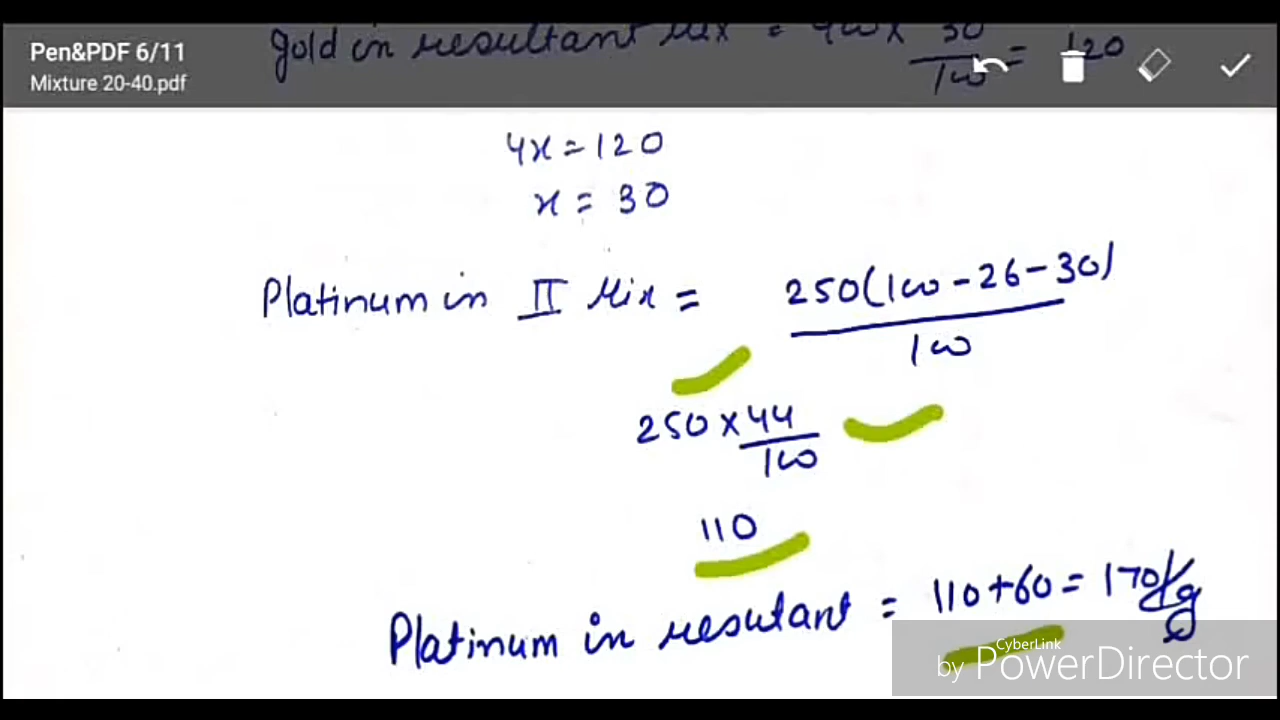 gold in resultant mix = 400 x 30/100 = 120
Pen&PDF 6/11
Mixture 20-40.pdf
4x = 120
x = 30
Platinum in II Mix = 250(100-26-30)/100
250 x 44/100
110
Platinum in resutant = 110+60 = 170kg
CyberLink
by PowerDirector